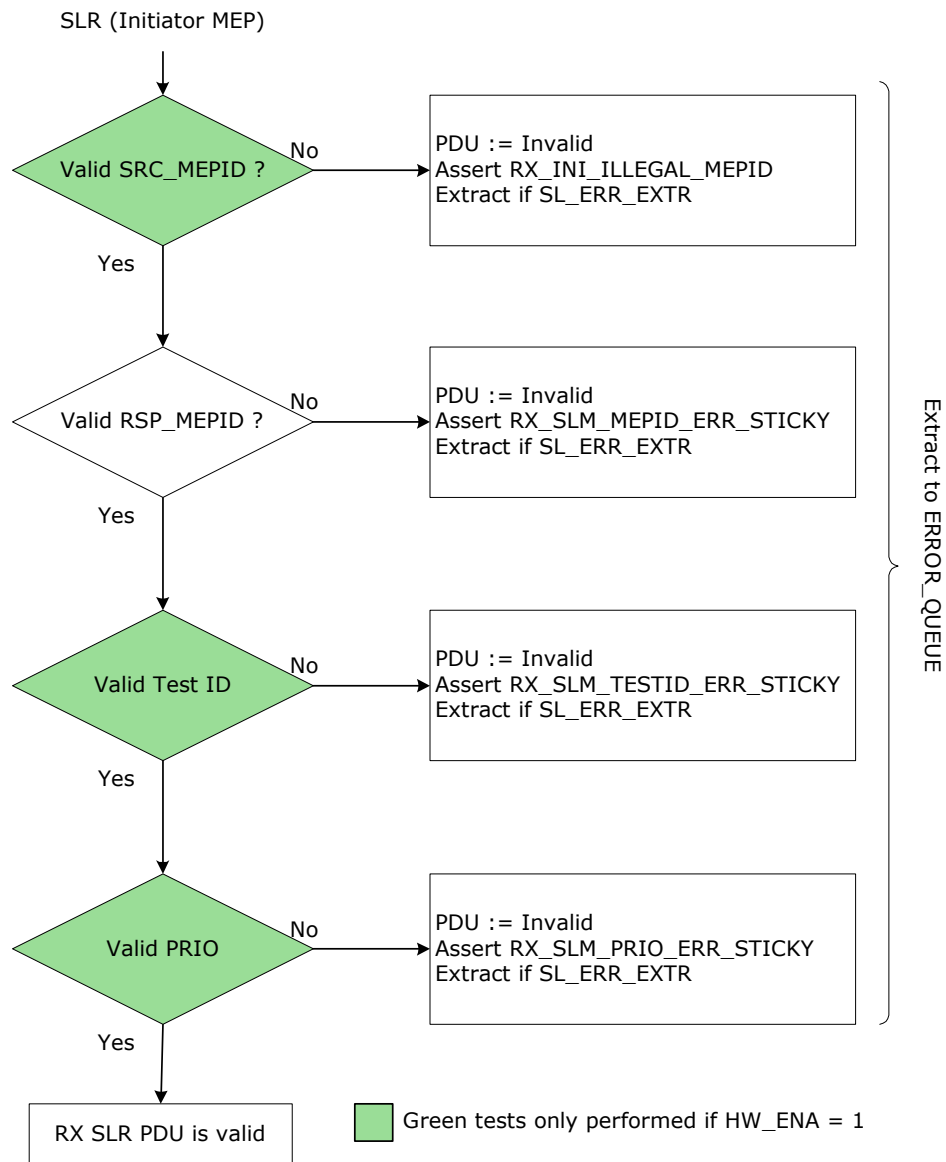 SLR (Initiator MEP)
Valid SRC_MEPID ?
No
PDU := Invalid
Assert RX_INI_ILLEGAL_MEPID
Extract if SL_ERR_EXTR
Yes
Valid RSP_MEPID ?
No
PDU := Invalid
Assert RX_SLM_MEPID_ERR_STICKY
Extract if SL_ERR_EXTR
Yes
Valid Test ID
No
PDU := Invalid
Assert RX_SLM_TESTID_ERR_STICKY
Extract if SL_ERR_EXTR
Yes
Valid PRIO
No
PDU := Invalid
Assert RX_SLM_PRIO_ERR_STICKY
Extract if SL_ERR_EXTR
Yes
RX SLR PDU is valid
Extract to ERROR_QUEUE
Green tests only performed if HW_ENA = 1